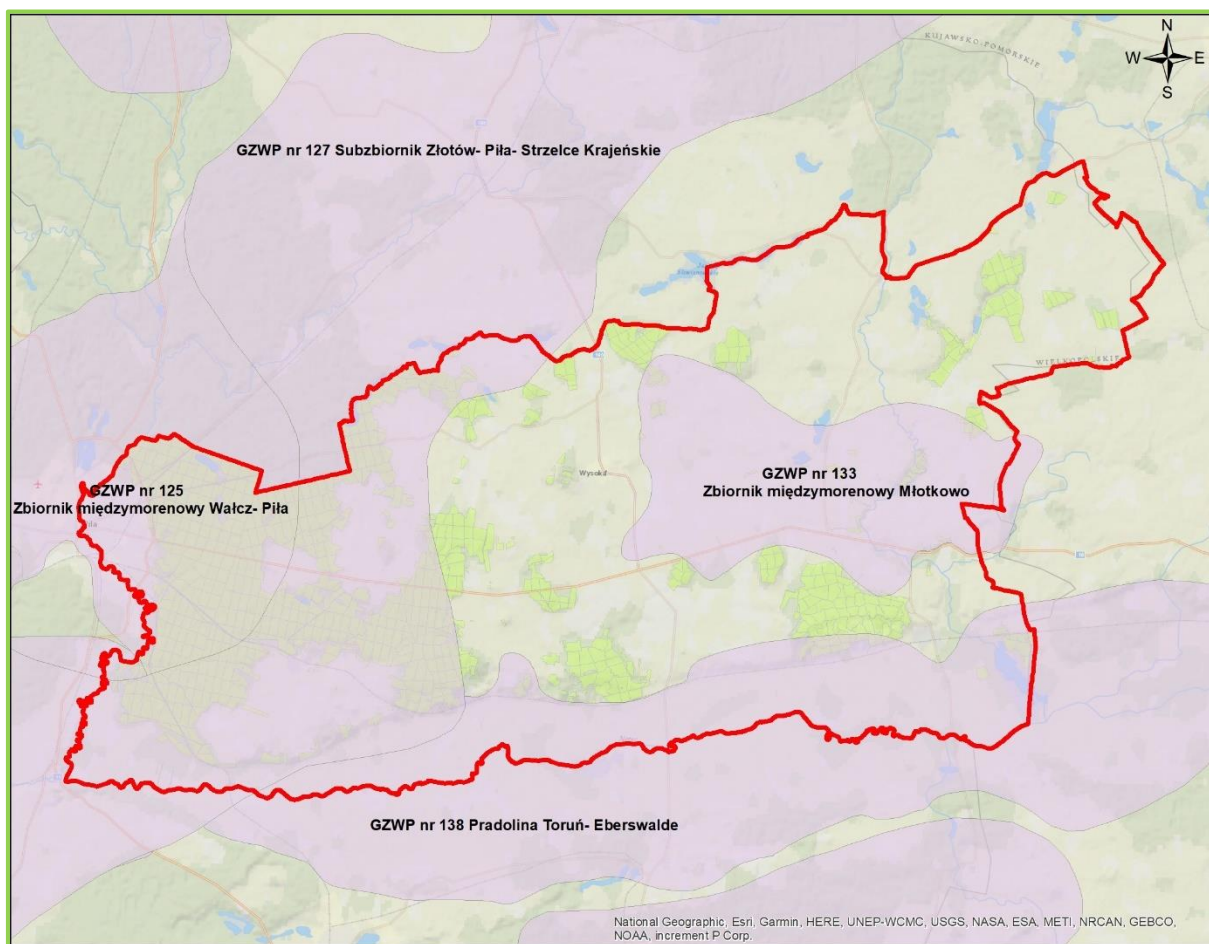 N
KUJAWSKO-POMORSKIE
W E
S
GZWP nr 127 Subzbiornik Złotów- Piła- Strzelce Krajeńskie
WIELKOPOLSKIE
Wysoka
GZWP nr 133
Zbiornik międzymorenowy Młotkowo
GZWP nr 125
Zbiornik międzymorenowy Wałcz- Piła
Piła
GZWP nr 138 Pradolina Toruń- Eberswalde
National Geographic, Esri, Garmin, HERE, UNEP-WCMC, USGS, NASA, ESA, METI, NRCAN, GEBCO,
NOAA, increment P Corp.